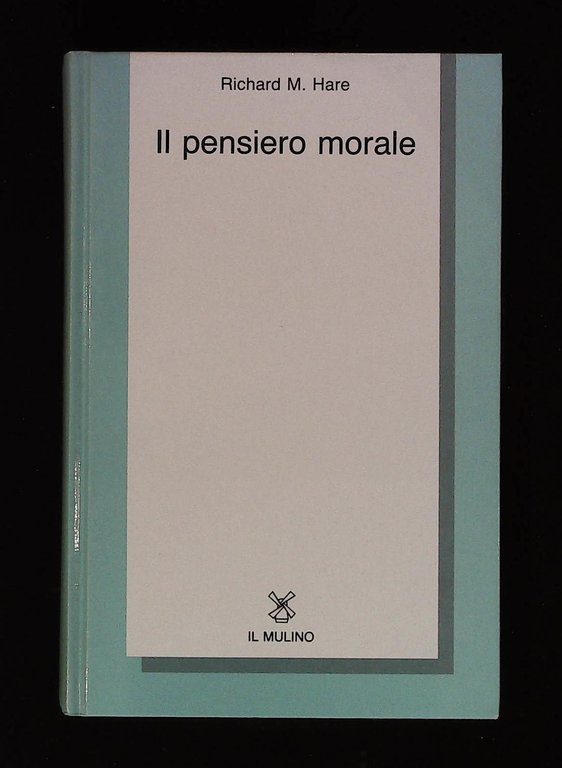 Richard M. Hare
Il pensiero morale
IL MULINO